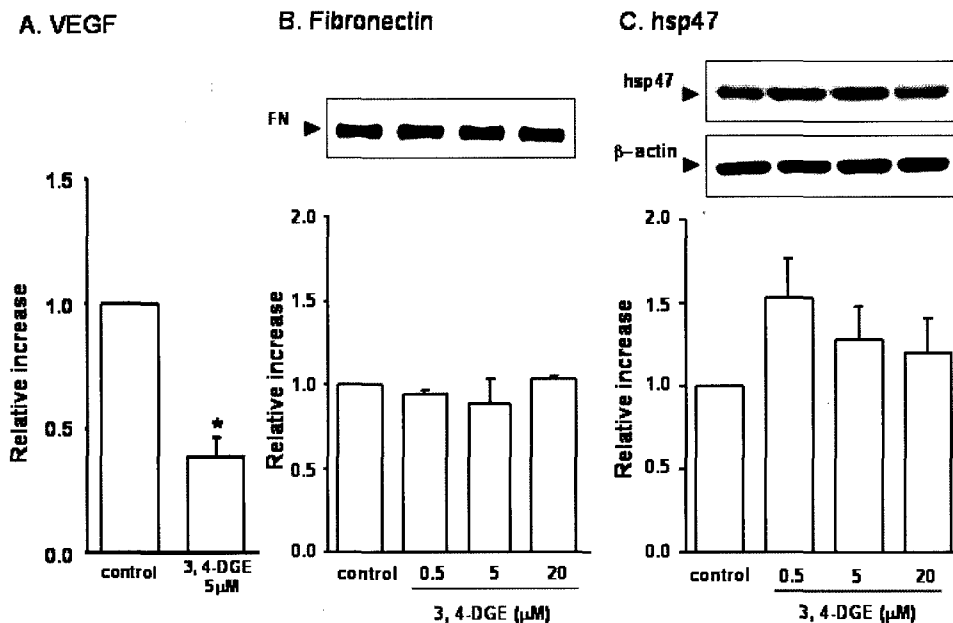 A. VEGF
Relative increase
1.5
1.0
0.5
0.0
*
control
3, 4-DGE
5μM
B. Fibronectin
FN
Relative increase
2.0
1.5
1.0
0.5
0.0
control 0.5 5 20
3, 4-DGE (μM)
C. hsp47
hsp47
β-actin
Relative increase
2.0
1.5
1.0
0.5
0.0
control 0.5 5 20
3, 4-DGE (μM)